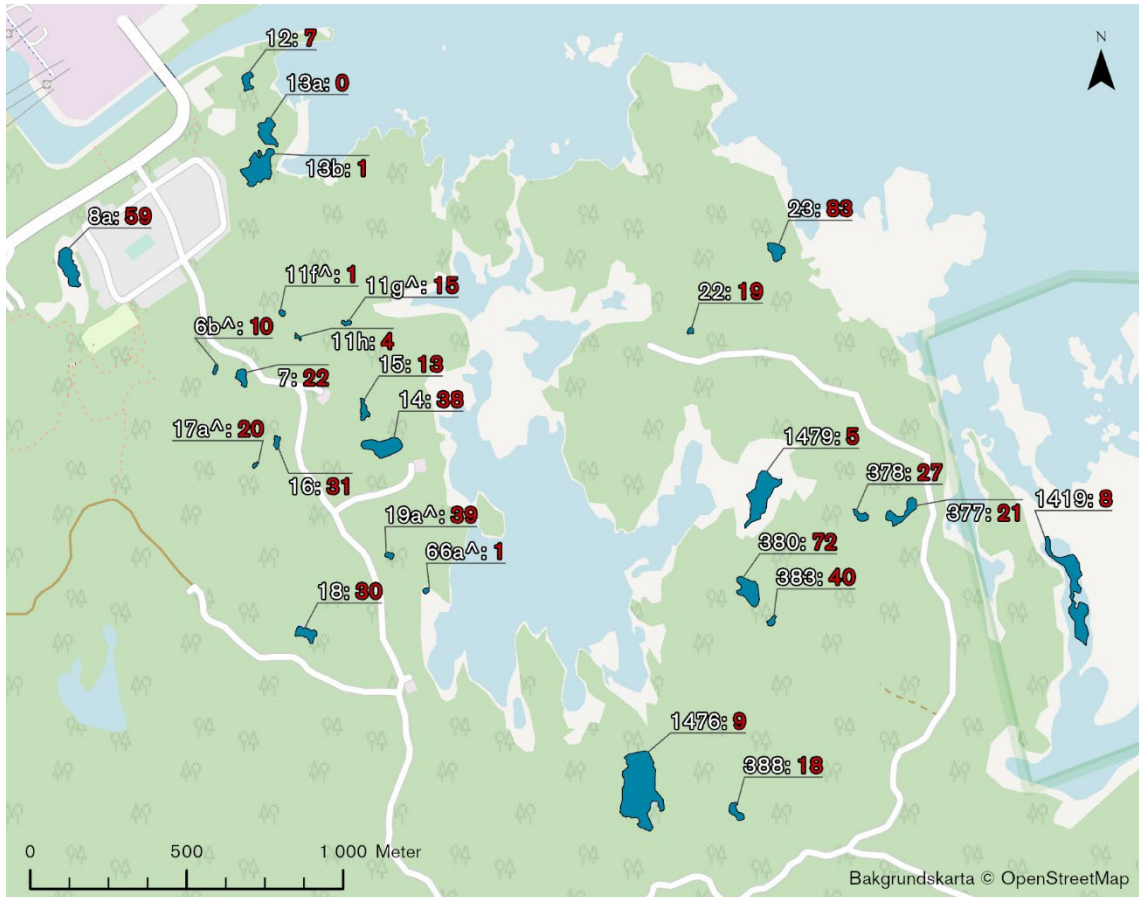 12: 7
N
13a: 0
13b: 1
8a: 59
23: 83
11f^: 1
11g^: 15
22: 19
6b^: 10
11h: 4
15: 13
7: 22
14: 38
17a^: 20
1479: 5
378: 27
16: 31
1419: 8
377: 21
19a^: 39
380: 72
66a^: 1
383: 40
18: 30
1476: 9
388: 18
0 500 1 000 Meter
Bakgrundskarta © OpenStreetMap